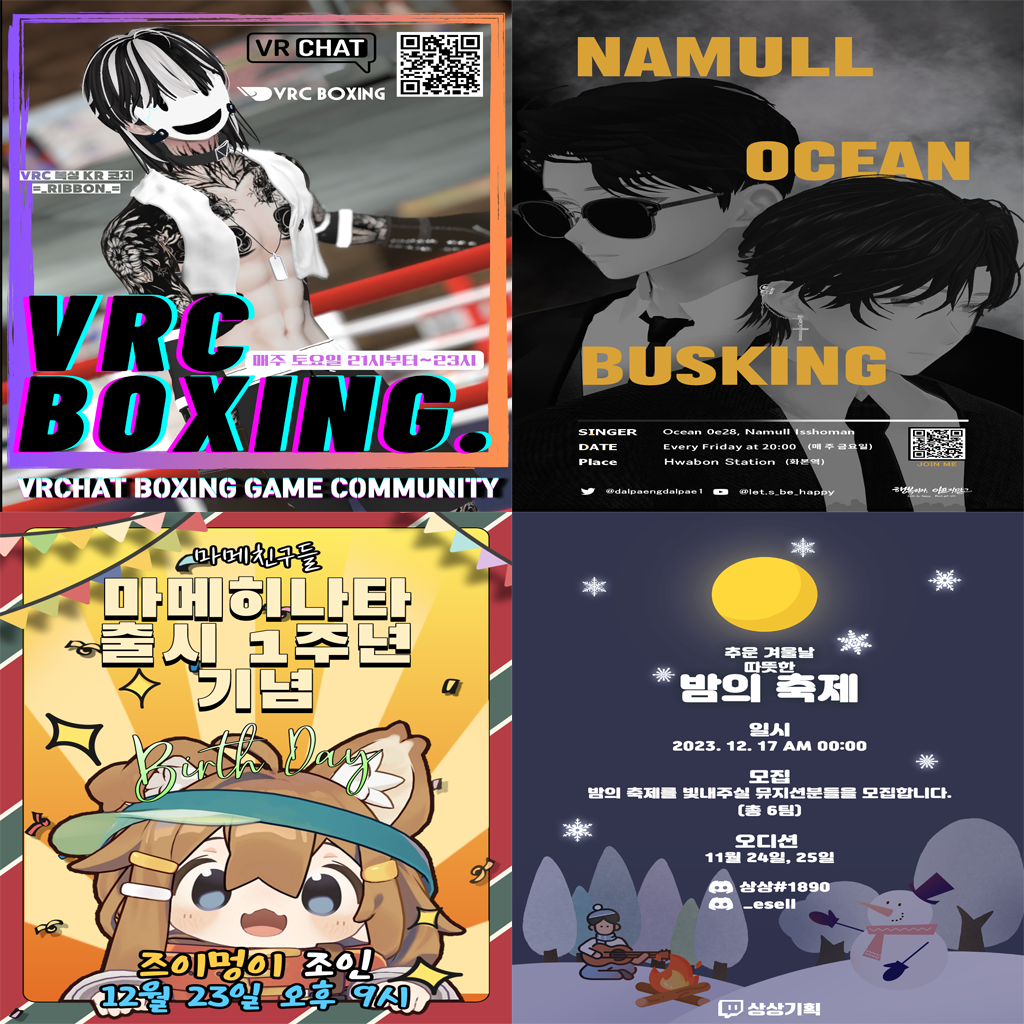 VRCHAT
VRC BOXING
VRC 복싱 KR 코치
=_RIBBON_=
VRC
매주 토요일 21시부터~23시
BOXING.
VRCHAT BOXING GAME COMMUNITY
NAMULL
OCEAN
BUSKING
SINGER Ocean 0e28, Namull Isshoman
DATE Every Friday at 20:00 (매주 금요일)
Place Hwabon Station (화본역)
JOIN ME
@dalpaengdalpae1 @let.s_be_happy
마메친구들
마메히나타
출시 1주년
기념
Birth Day
즈이멍이 조인
12월 23일 오후 9시
추운 겨울날
따뜻한
밤의 축제
일시
2023. 12. 17 AM 00:00
모집
밤의 축제를 빛내주실 뮤지션분들을 모집합니다.
(총 6팀)
오디션
11월 24일, 25일
상상#1890
_esell
상상기획